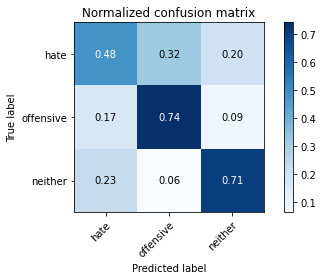 Normalized confusion matrix
hate 0.48 0.32 0.20
offensive 0.17 0.74 0.09
neither 0.23 0.06 0.71
True label
hate offensive neither
Predicted label
0.7
0.6
0.5
0.4
0.3
0.2
0.1